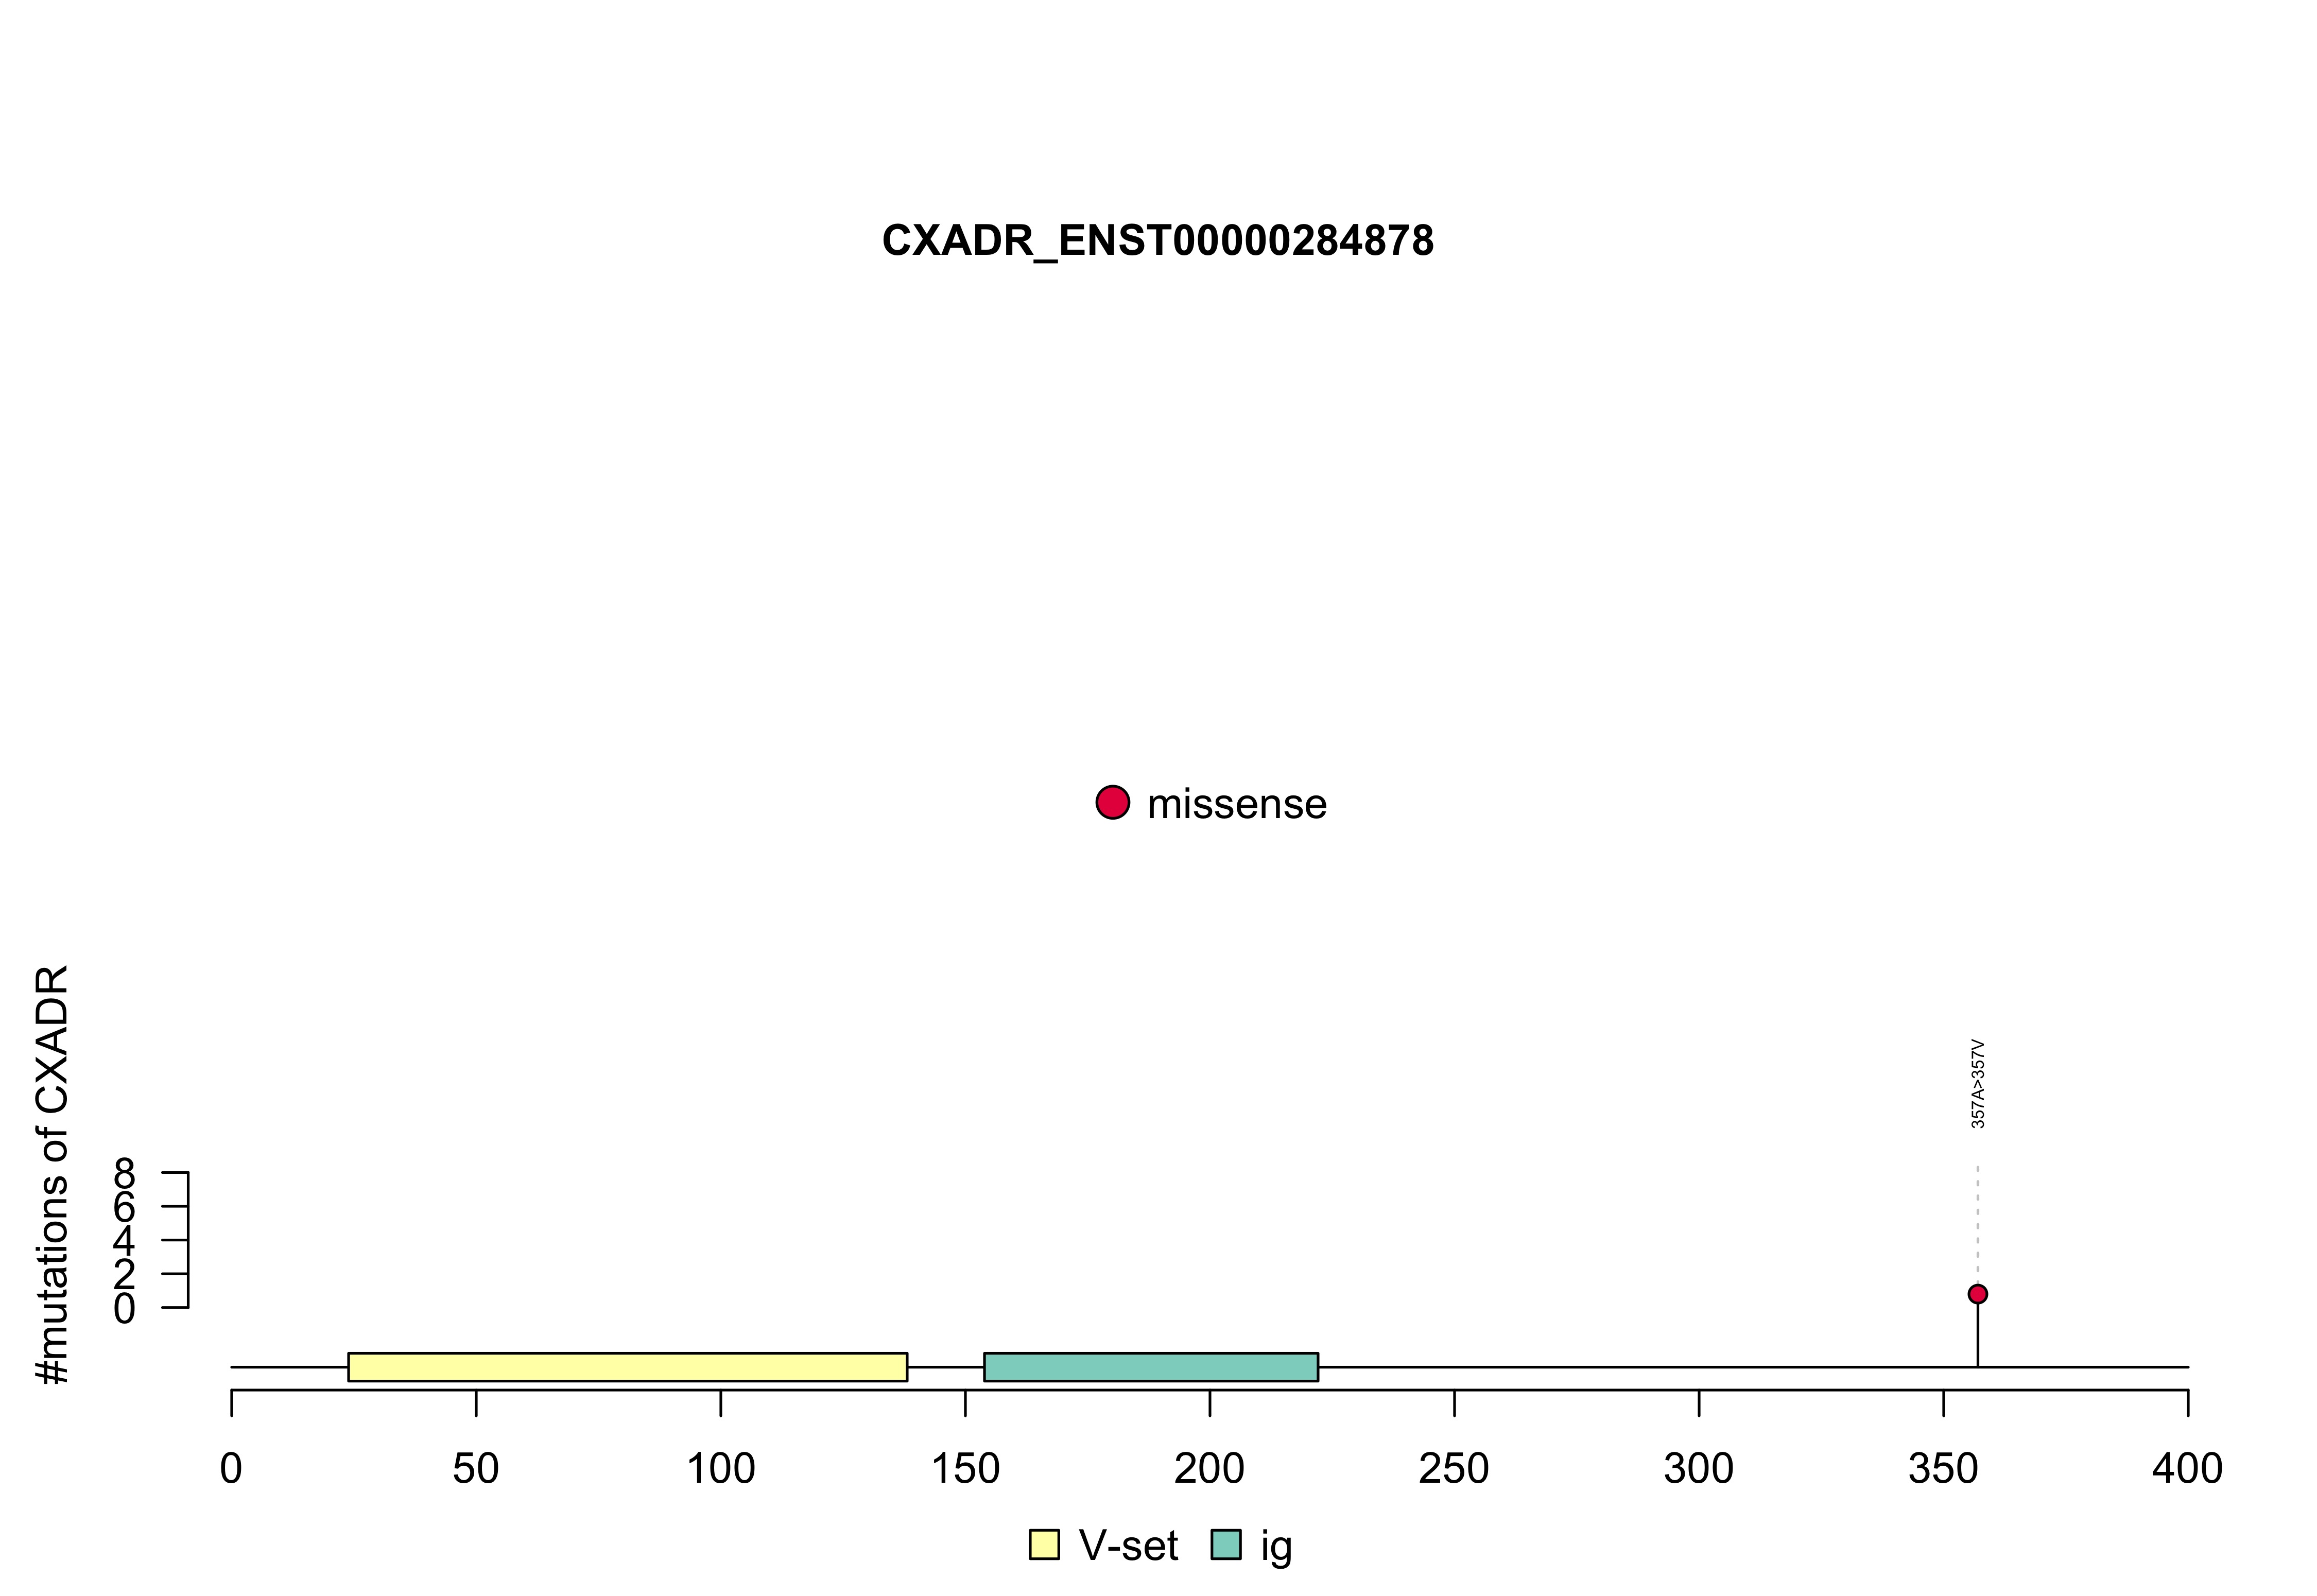 CXADR_ENST00000284878
missense
#mutations of CXADR
357A>357V
8
6
4
2
0
0 50 100 150 200 250 300 350 400
V-set ig